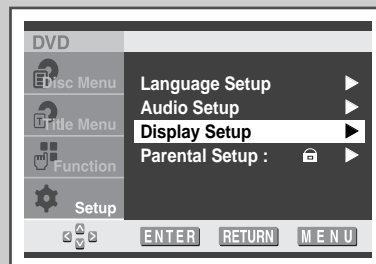 DVD
Disc Menu
Title Menu
Function
Setup
Language Setup
Audio Setup
Display Setup
Parental Setup :
ENTER RETURN MENU